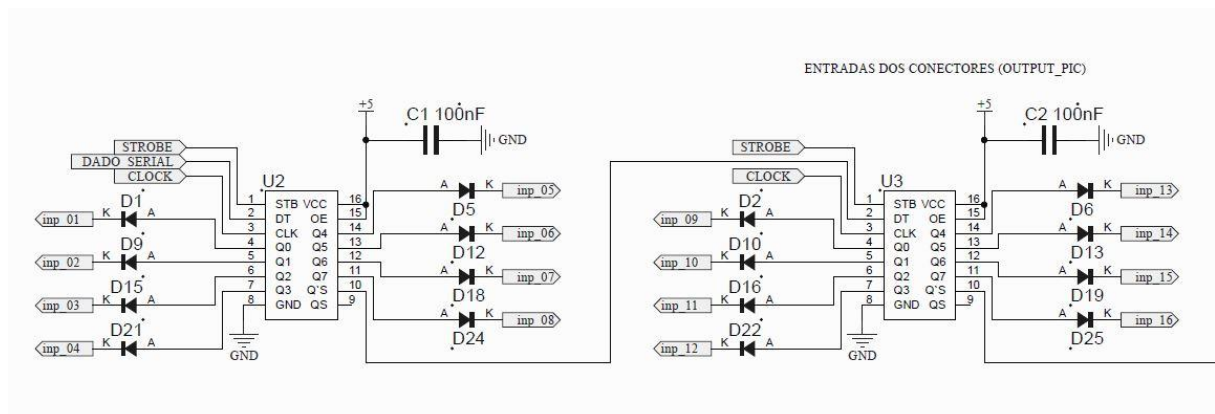 ENTRADAS DOS CONECTORES (OUTPUT_PIC)
+5
C1 100nF
GND
STROBE
DADO SERIAL
CLOCK
U2
1 STB VCC 16
2 DT OE 15
3 CLK Q4 14
4 Q0 Q5 13
5 Q1 Q6 12
6 Q2 Q7 11
7 Q3 Q`S 10
8 GND QS 9
D1
inp_01 K A
D9
inp_02 K A
D15
inp_03 K A
D21
inp_04 K A
GND
A K inp_05
D5
A K inp_06
D12
A K inp_07
D18
A K inp_08
D24
+5
C2 100nF
GND
STROBE
CLOCK
U3
1 STB VCC 16
2 DT OE 15
3 CLK Q4 14
4 Q0 Q5 13
5 Q1 Q6 12
6 Q2 Q7 11
7 Q3 Q`S 10
8 GND QS 9
D2
inp_09 K A
D10
inp_10 K A
D16
inp_11 K A
D22
inp_12 K A
GND
A K inp_13
D6
A K inp_14
D13
A K inp_15
D19
A K inp_16
D25